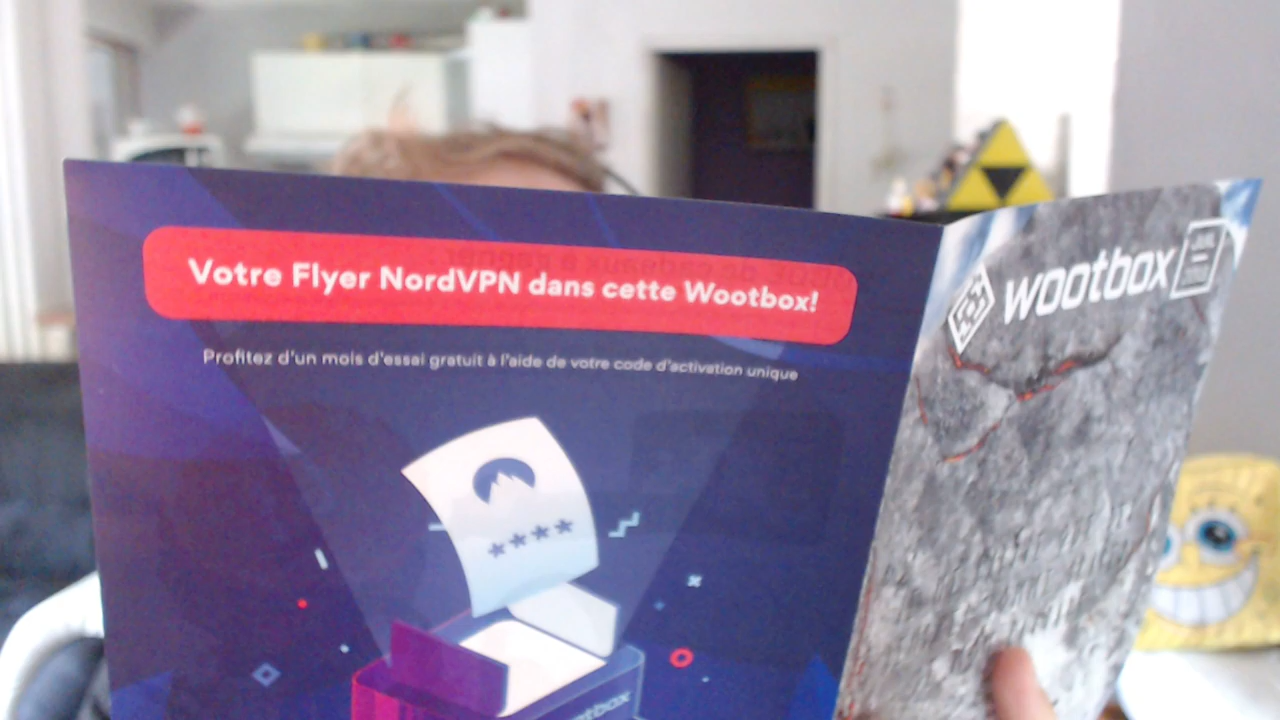 Votre Flyer NordVPN dans cette Wootbox!
Profitez d'un mois d'essai gratuit à l'aide de votre code d'activation unique
****
wootbox